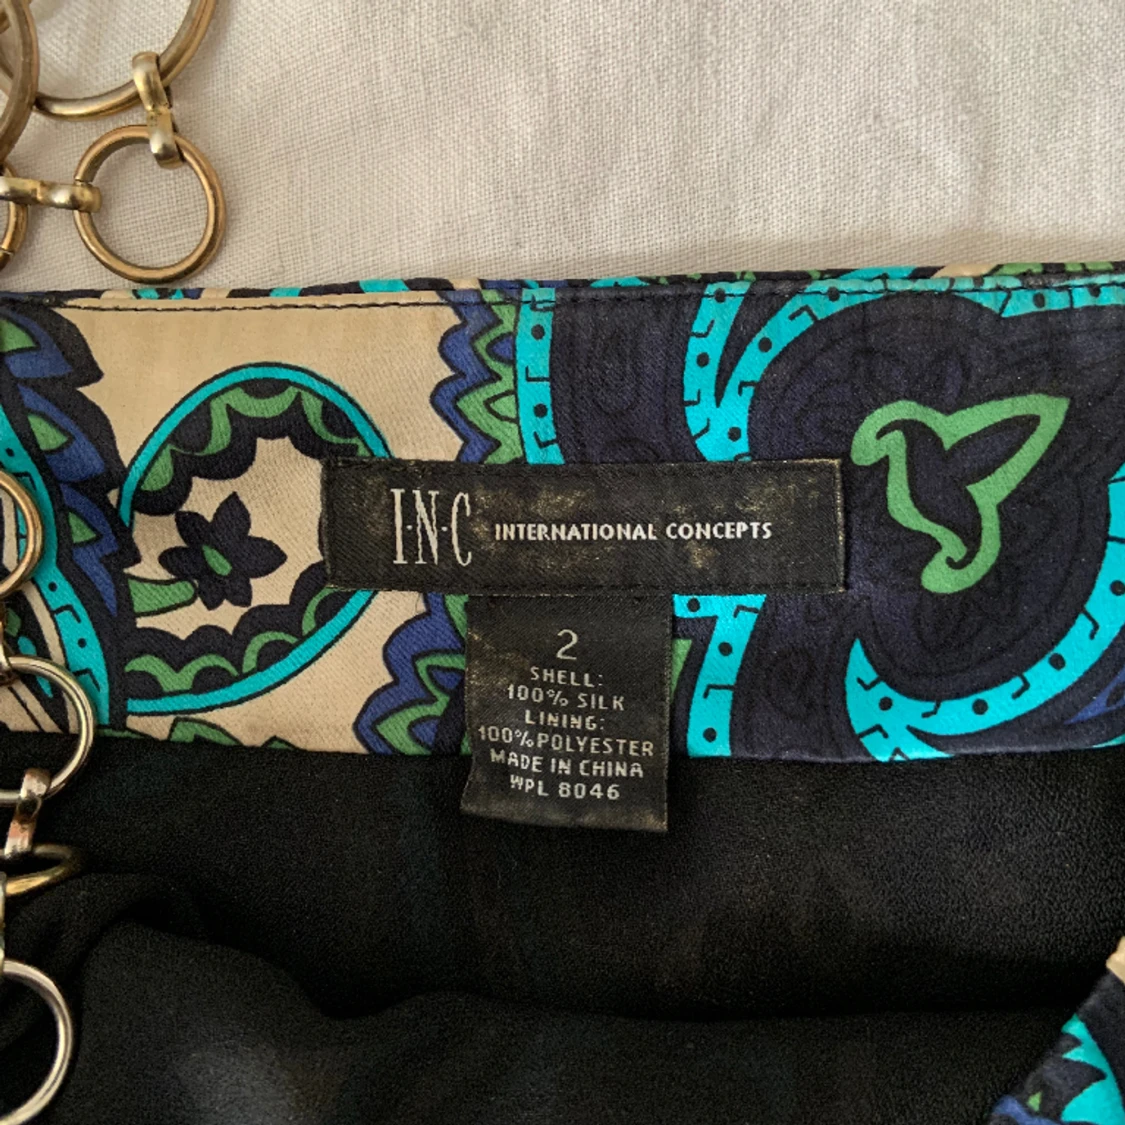 I·N·C INTERNATIONAL CONCEPTS
2
SHELL:
100% SILK
LINING:
100%POLYESTER
MADE IN CHINA
WPL 8046